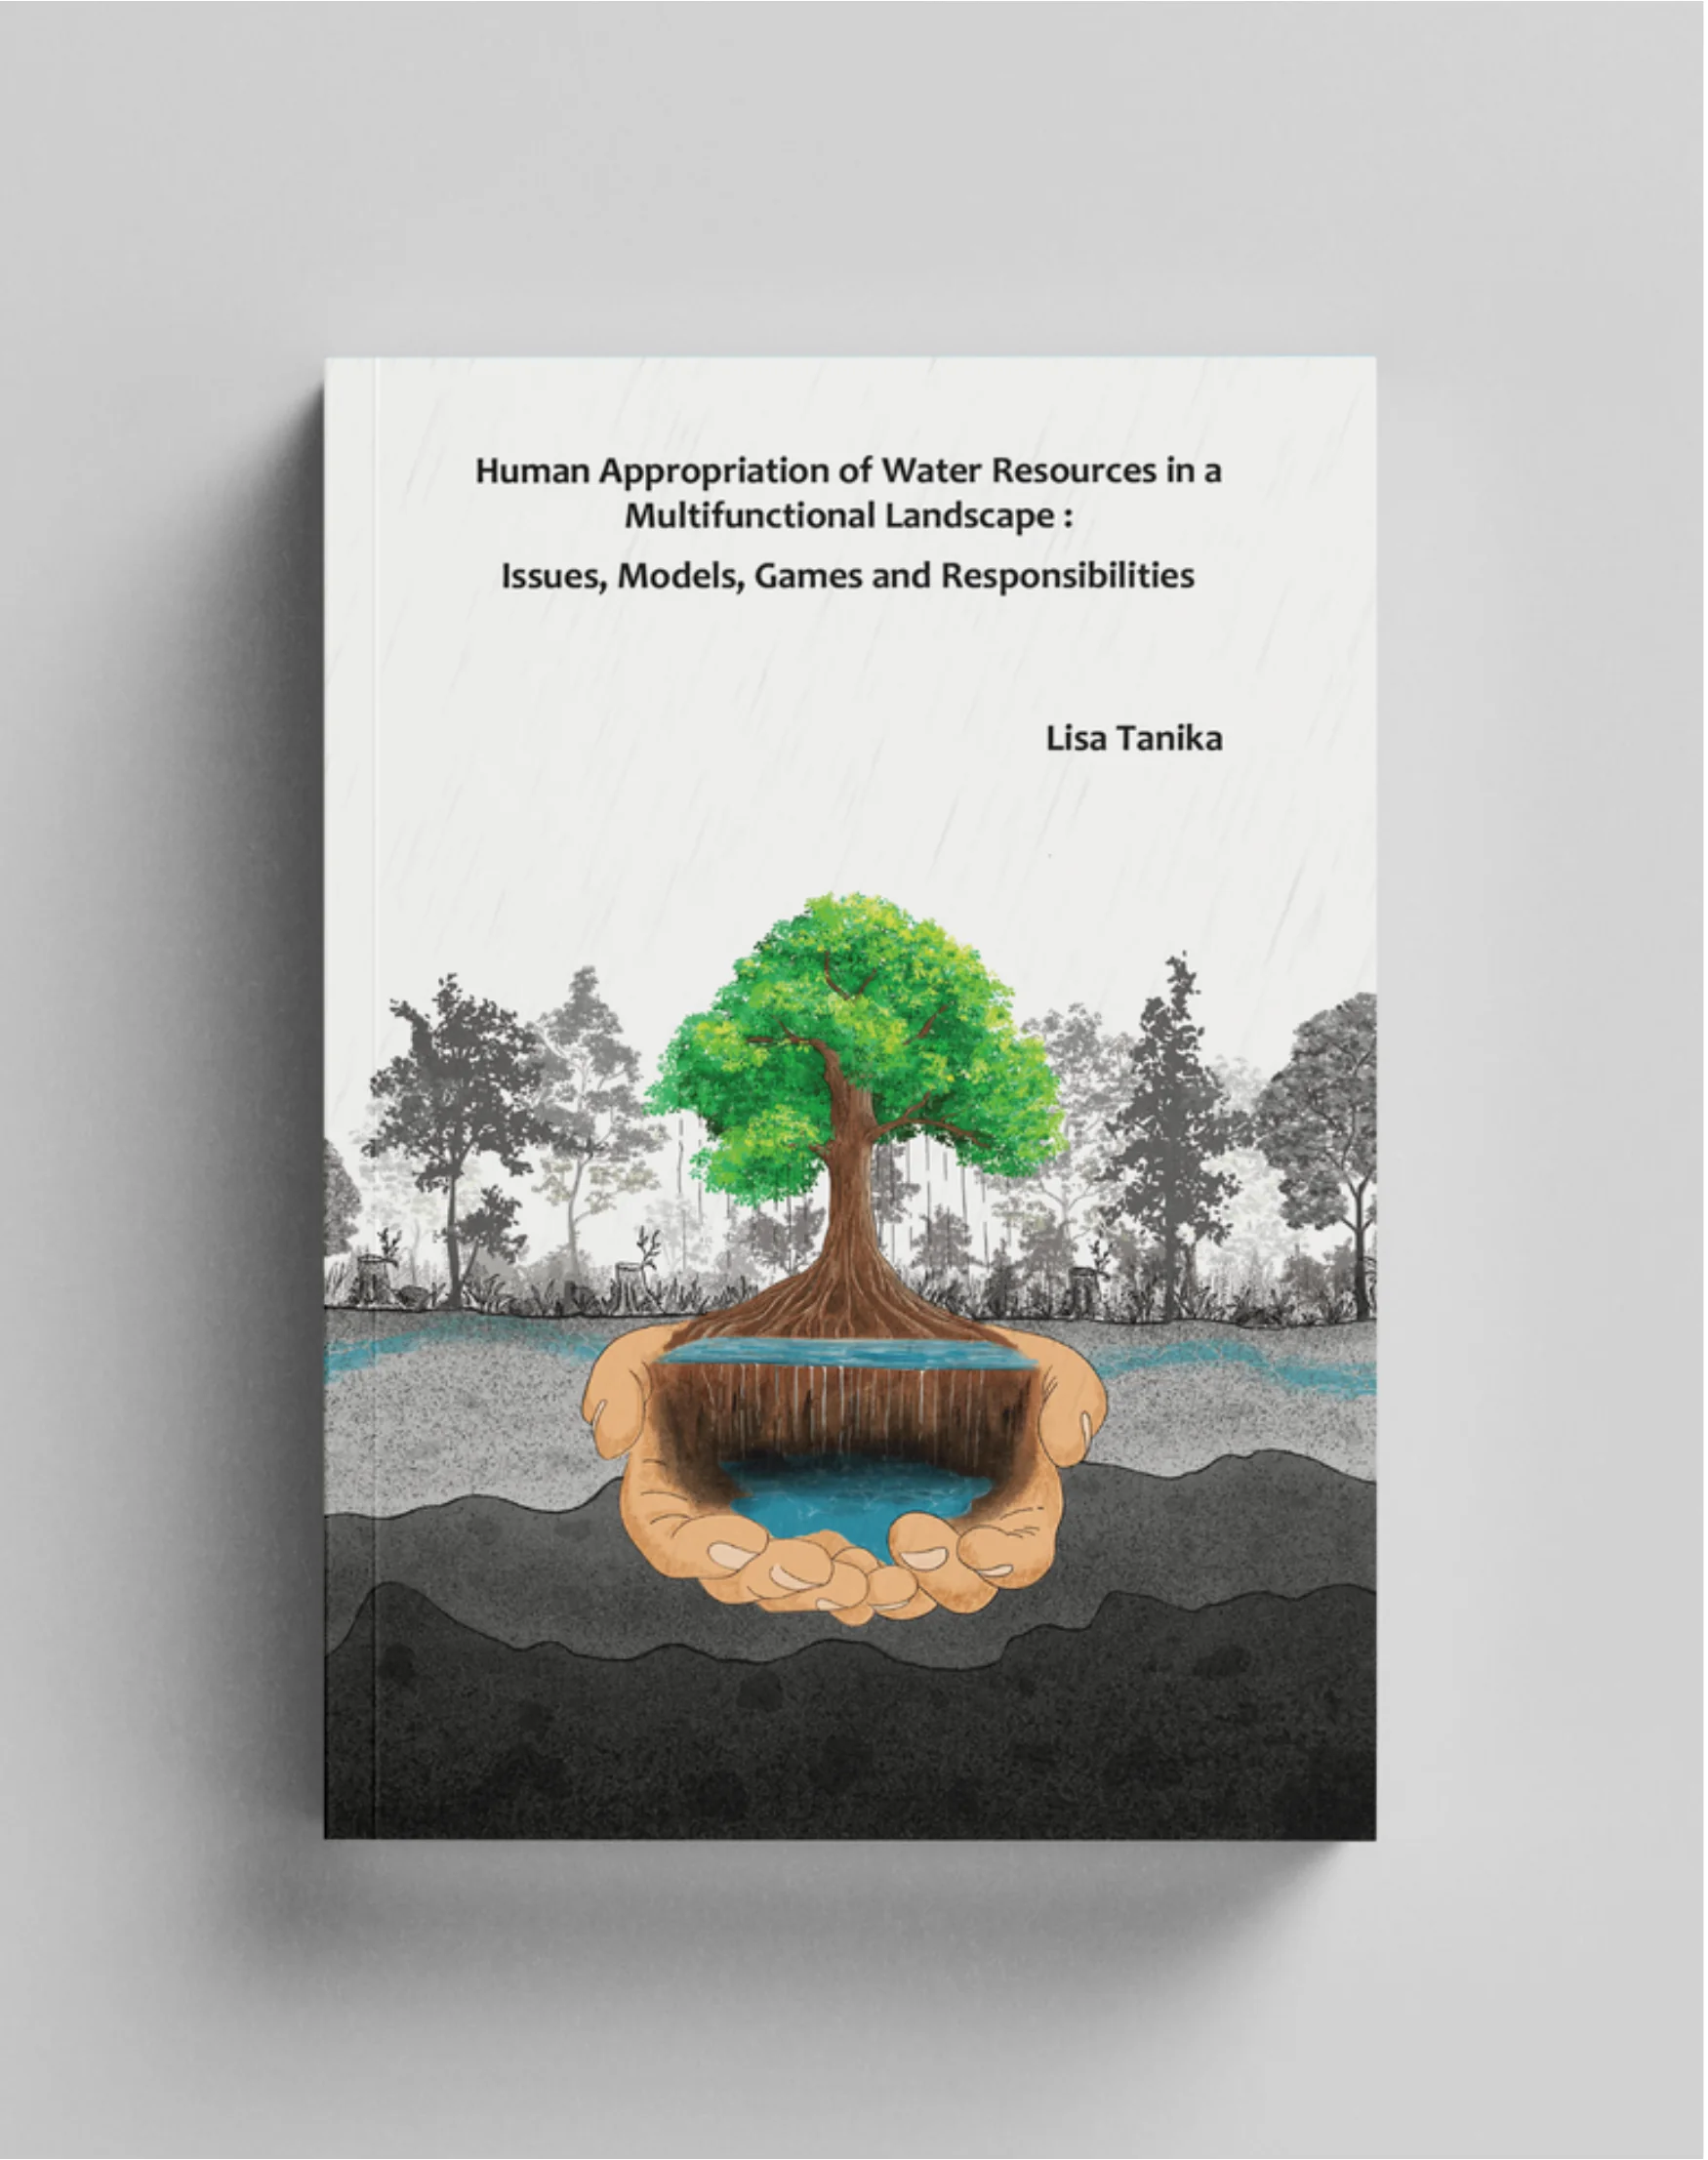 Human Appropriation of Water Resources in a
Multifunctional Landscape :
Issues, Models, Games and Responsibilities
Lisa Tanika